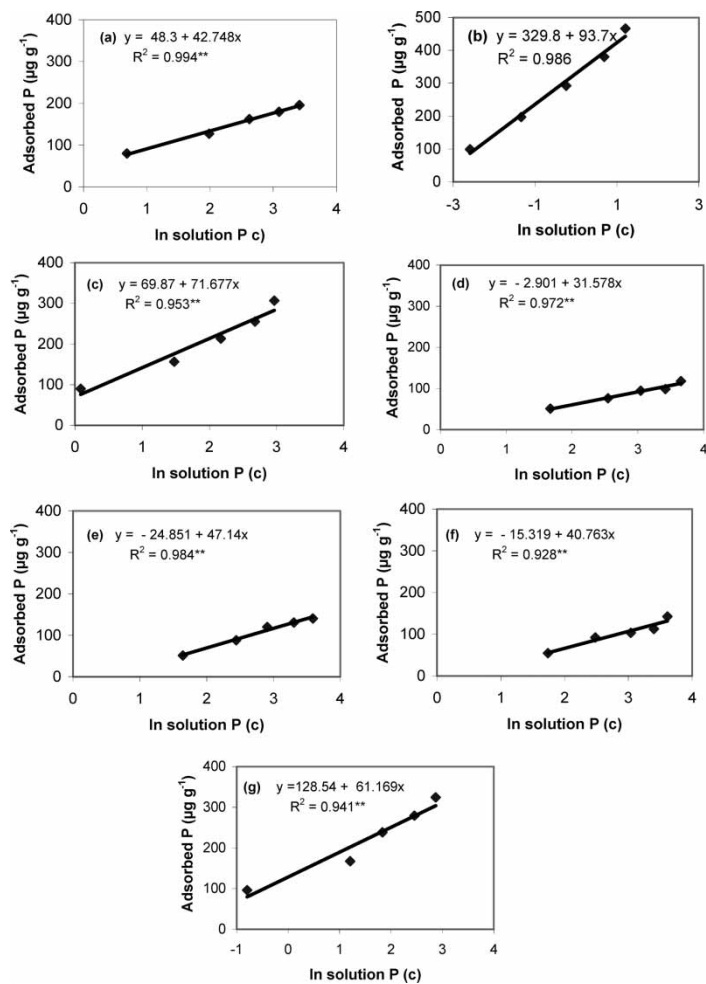 (a) y = 48.3 + 42.748x
R² = 0.994**
Adsorbed P (µg g⁻¹)
400
300
200
100
0
0 1 2 3 4
In solution P c)
(b) y = 329.8 + 93.7x
R² = 0.986
Adsorbed P (µg g⁻¹)
500
400
300
200
100
0
-3 -1 1 3
In solution P (c)
(c) y = 69.87 + 71.677x
R² = 0.953**
Adsorbed P (µg g⁻¹)
400
300
200
100
0
0 1 2 3 4
In solution P (c)
(d) y = - 2.901 + 31.578x
R² = 0.972**
Adsorbed P (µg g⁻¹)
400
300
200
100
0
0 1 2 3 4
In solution P (c)
(e) y = - 24.851 + 47.14x
R² = 0.984**
Adsorbed P (µg g⁻¹)
400
300
200
100
0
0 1 2 3 4
In solution P (c)
(f) y = - 15.319 + 40.763x
R² = 0.928**
Adsorbed P (µg g⁻¹)
400
300
200
100
0
0 1 2 3 4
In solution P (c)
(g) y =128.54 + 61.169x
R² = 0.941**
Adsorbed P (µg g⁻¹)
400
300
200
100
0
-1 0 1 2 3 4
In solution P (c)